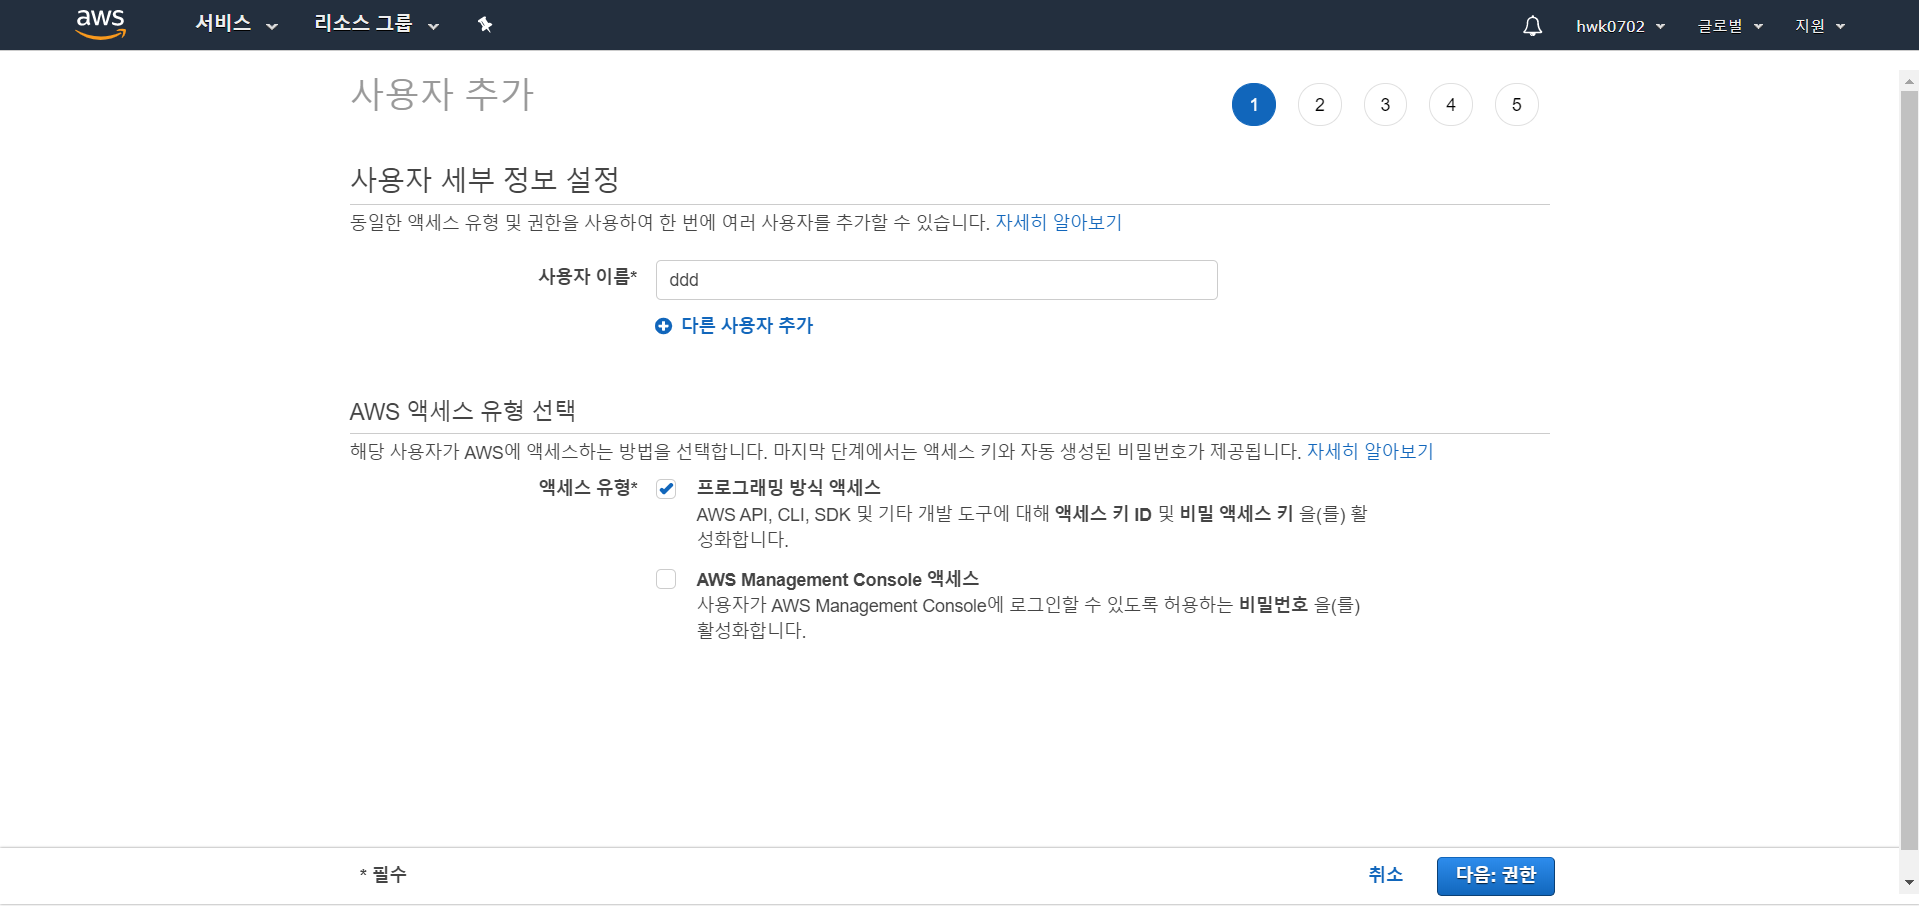 aws 서비스 리소스 그룹 hwk0702 글로벌 지원
사용자 추가
1 2 3 4 5
사용자 세부 정보 설정
동일한 액세스 유형 및 권한을 사용하여 한 번에 여러 사용자를 추가할 수 있습니다. 자세히 알아보기
사용자 이름* ddd
다른 사용자 추가
AWS 액세스 유형 선택
해당 사용자가 AWS에 액세스하는 방법을 선택합니다. 마지막 단계에서는 액세스 키와 자동 생성된 비밀번호가 제공됩니다. 자세히 알아보기
액세스 유형* 프로그래밍 방식 액세스
AWS API, CLI, SDK 및 기타 개발 도구에 대해 액세스 키 ID 및 비밀 액세스 키 을(를) 활
성화합니다.
AWS Management Console 액세스
사용자가 AWS Management Console에 로그인할 수 있도록 허용하는 비밀번호 을(를)
활성화합니다.
* 필수 취소 다음: 권한